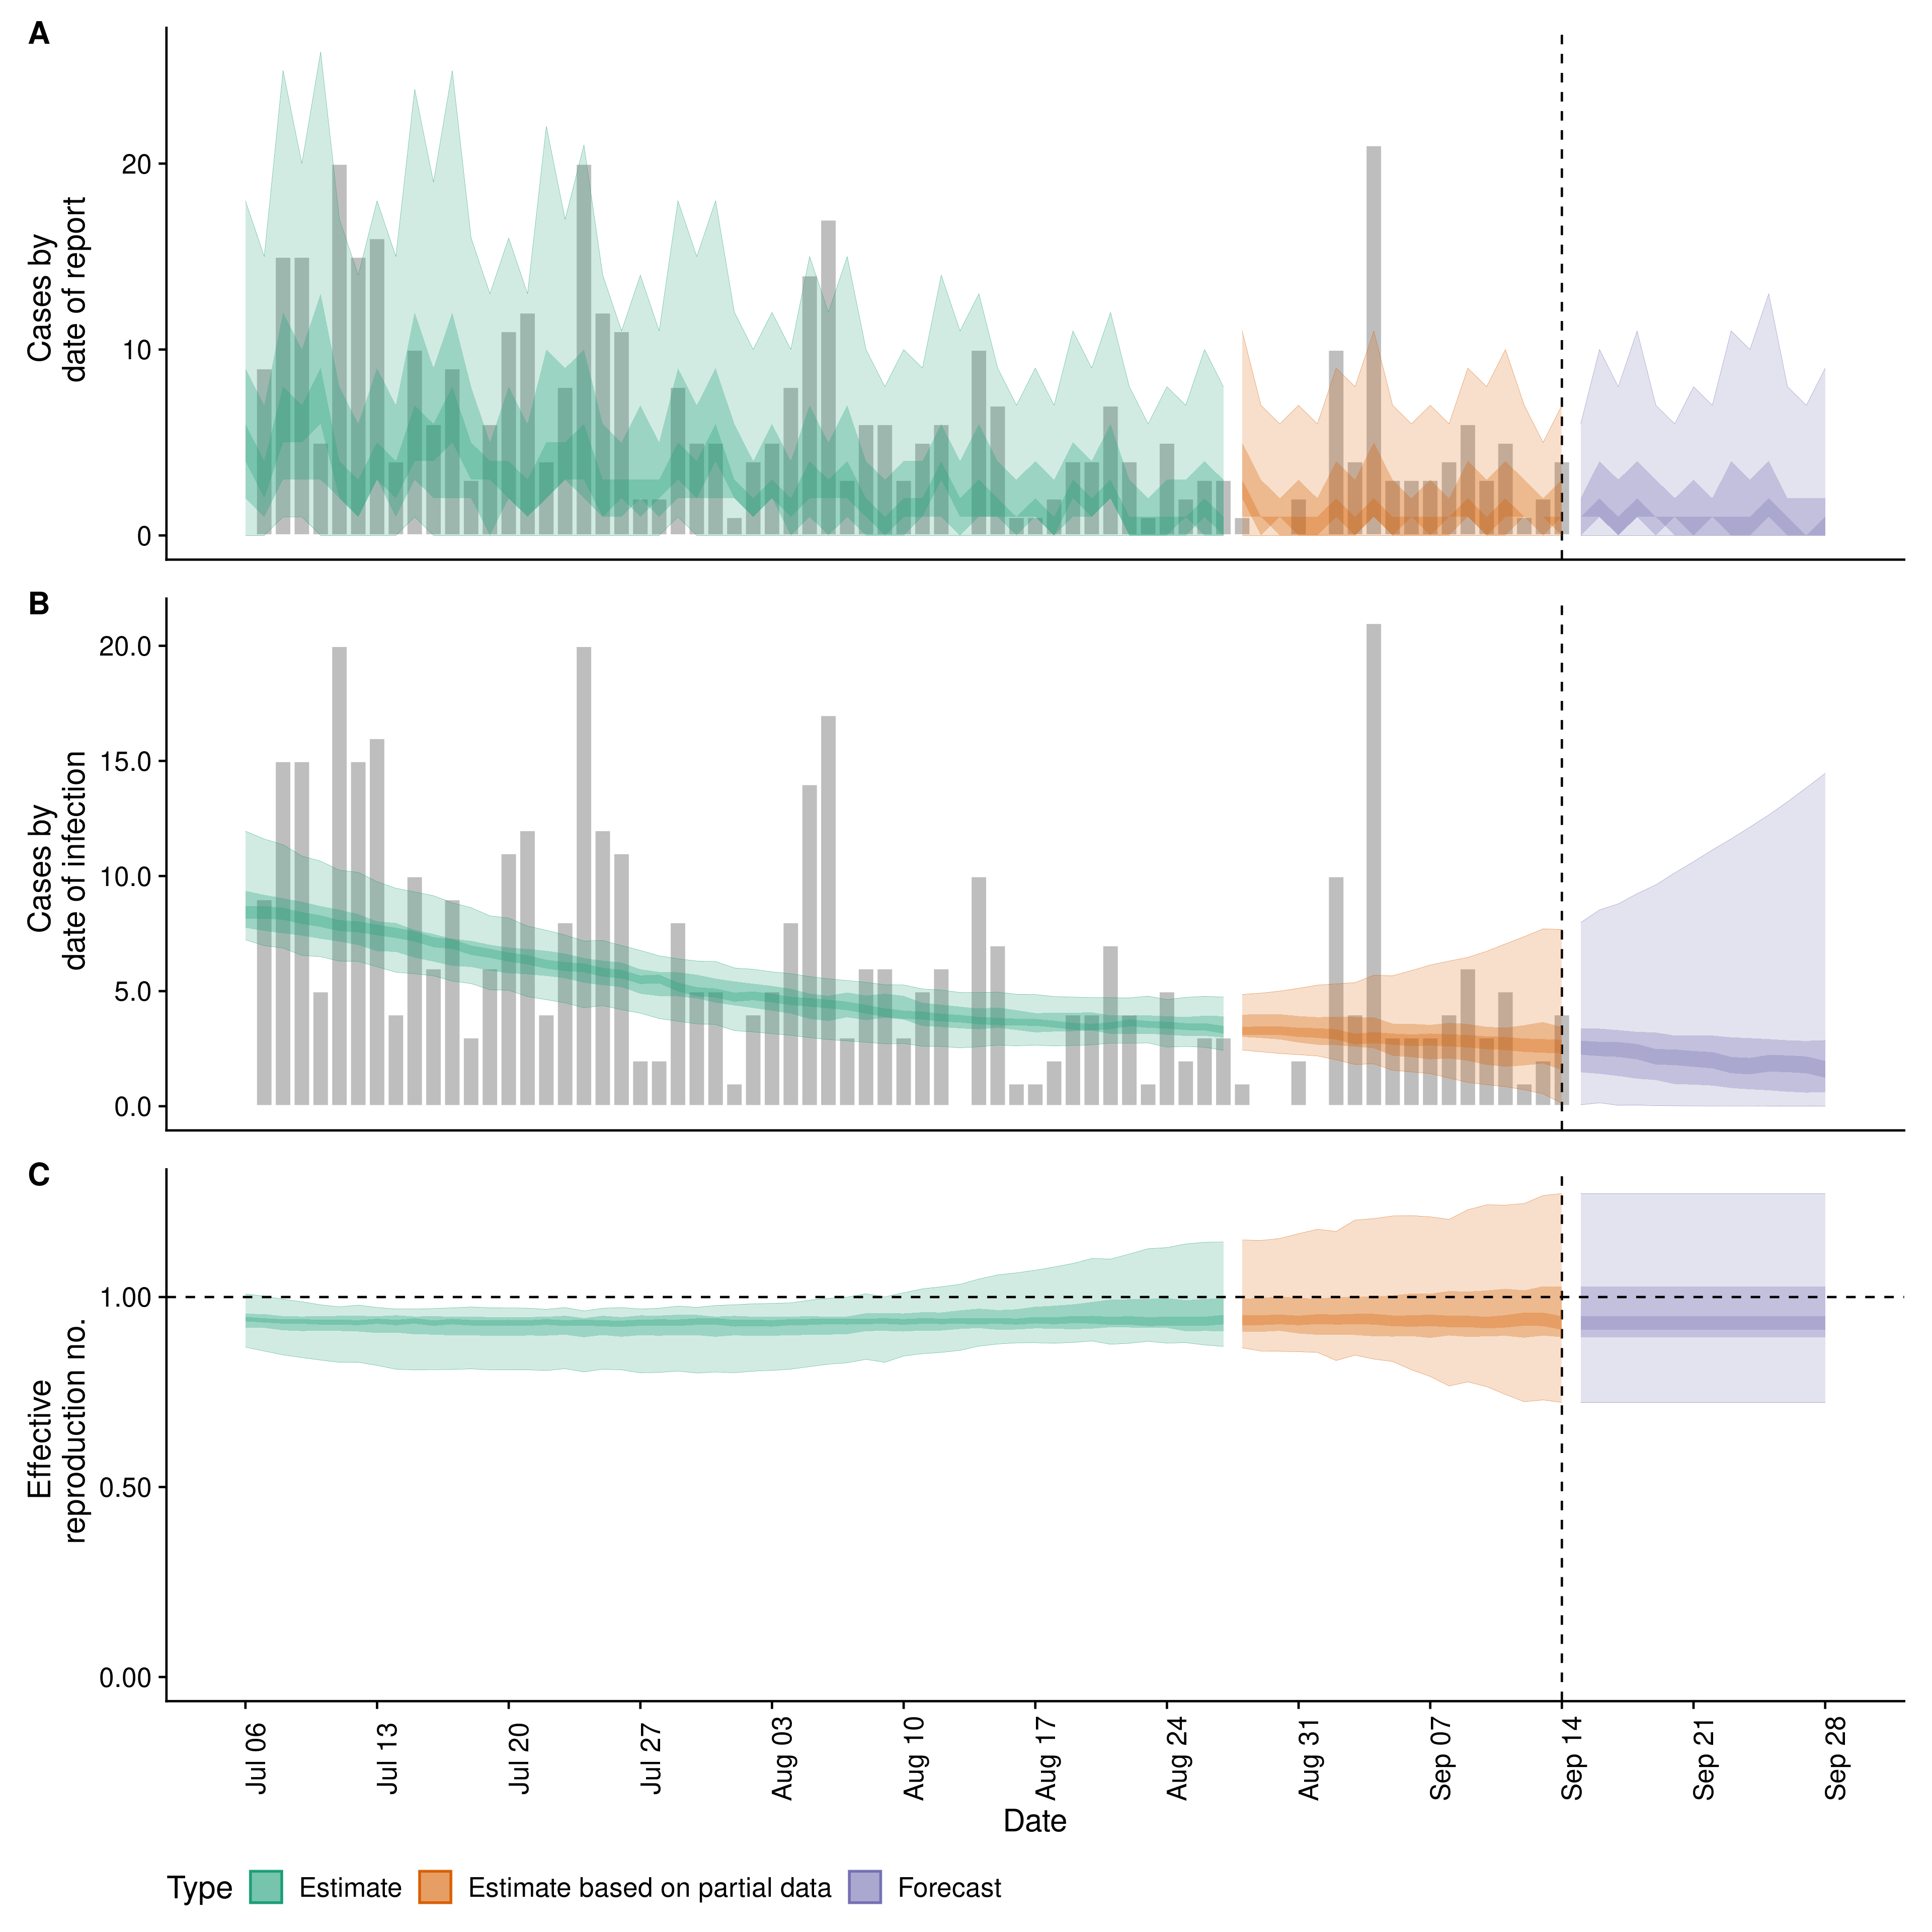 A
Cases by
date of report
20
10
0
B
Cases by
date of infection
20.0
15.0
10.0
5.0
0.0
C
Effective
reproduction no.
1.00
0.50
0.00
Jul 06
Jul 13
Jul 20
Jul 27
Aug 03
Aug 10
Aug 17
Aug 24
Aug 31
Sep 07
Sep 14
Sep 21
Sep 28
Date
Type Estimate Estimate based on partial data Forecast